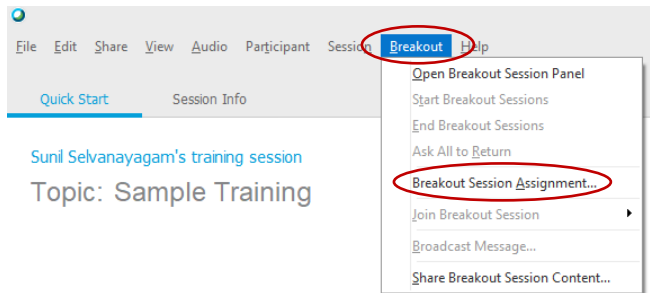 File Edit Share View Audio Participant Session Breakout Help
Open Breakout Session Panel
Quick Start Session Info
Start Breakout Sessions
End Breakout Sessions
Ask All to Return
Sunil Selvanayagam's training session
Topic: Sample Training
Breakout Session Assignment...
Join Breakout Session
Broadcast Message...
Share Breakout Session Content...